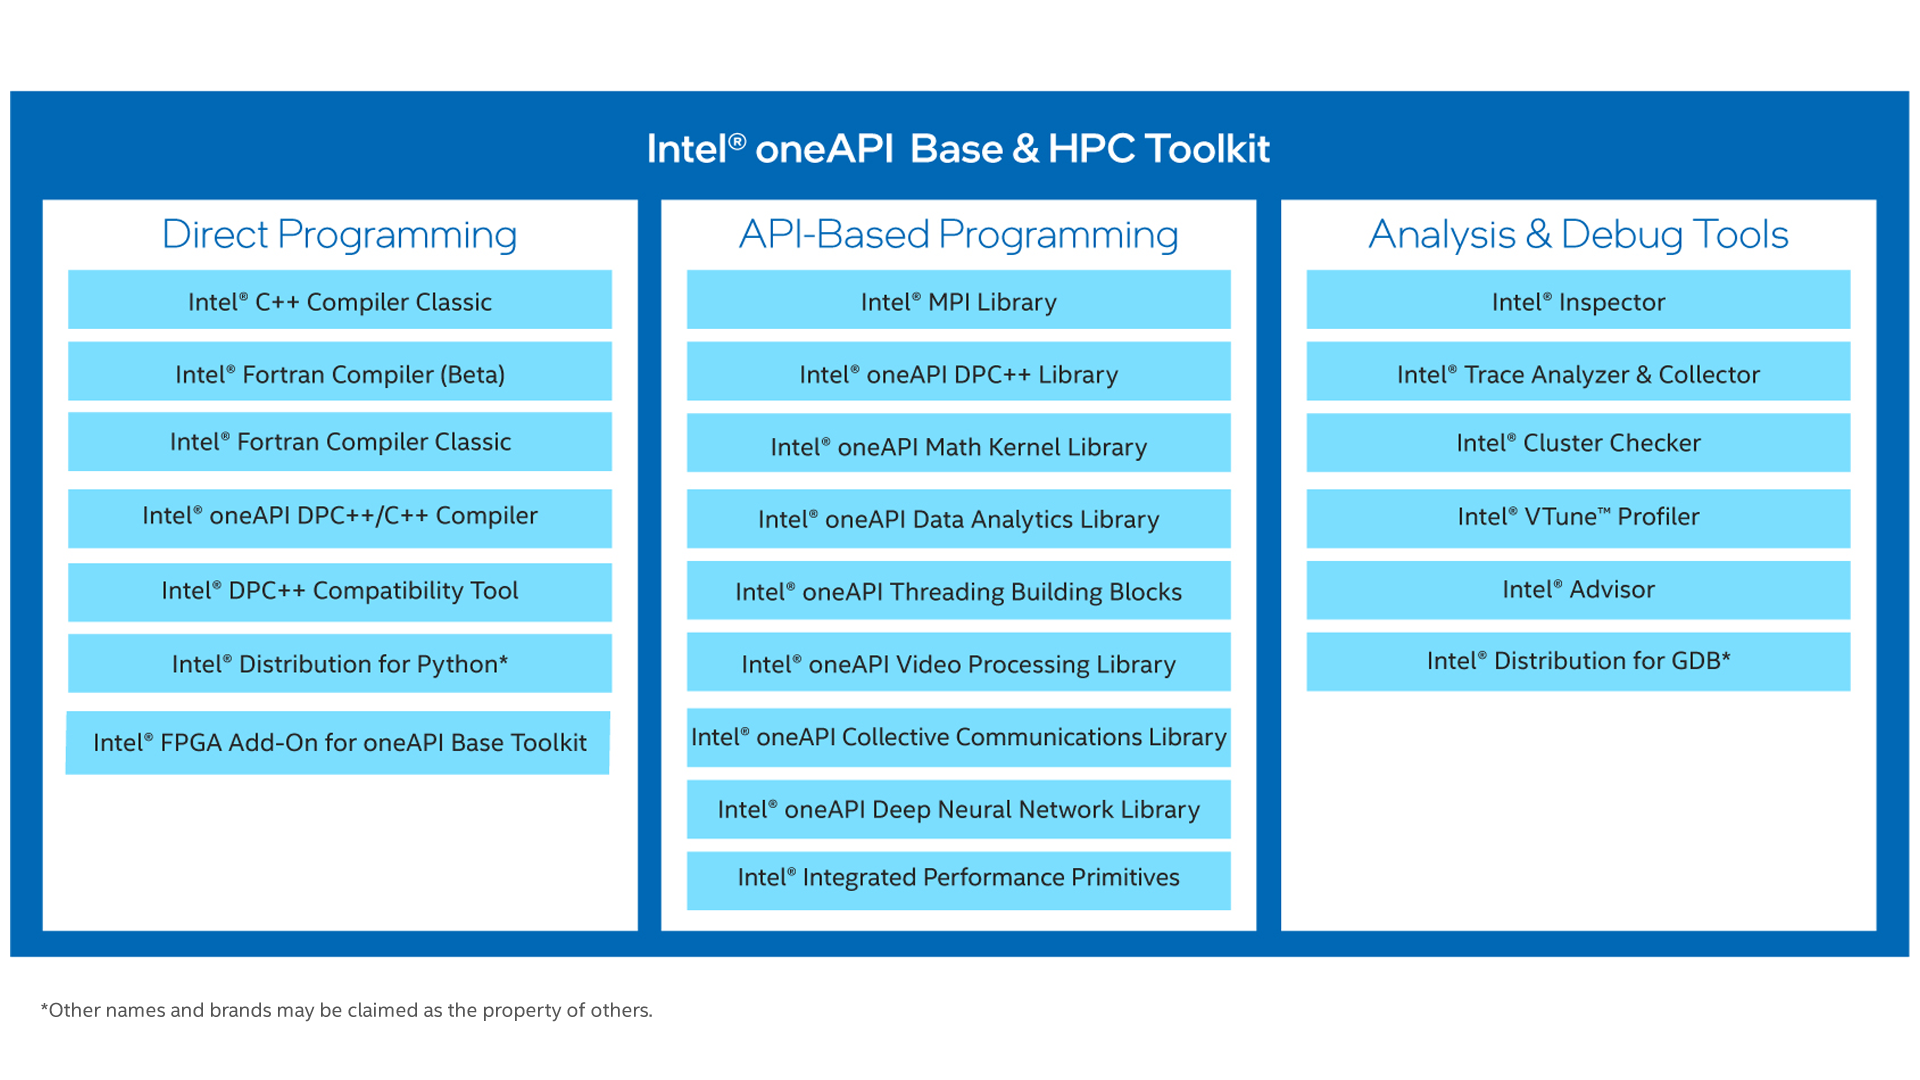 Intel® oneAPI Base & HPC Toolkit
Direct Programming
Intel® C++ Compiler Classic
Intel® Fortran Compiler (Beta)
Intel® Fortran Compiler Classic
Intel® oneAPI DPC++/C++ Compiler
Intel® DPC++ Compatibility Tool
Intel® Distribution for Python*
Intel® FPGA Add-On for oneAPI Base Toolkit
API-Based Programming
Intel® MPI Library
Intel® oneAPI DPC++ Library
Intel® oneAPI Math Kernel Library
Intel® oneAPI Data Analytics Library
Intel® oneAPI Threading Building Blocks
Intel® oneAPI Video Processing Library
Intel® oneAPI Collective Communications Library
Intel® oneAPI Deep Neural Network Library
Intel® Integrated Performance Primitives
Analysis & Debug Tools
Intel® Inspector
Intel® Trace Analyzer & Collector
Intel® Cluster Checker
Intel® VTune™ Profiler
Intel® Advisor
Intel® Distribution for GDB*
*Other names and brands may be claimed as the property of others.